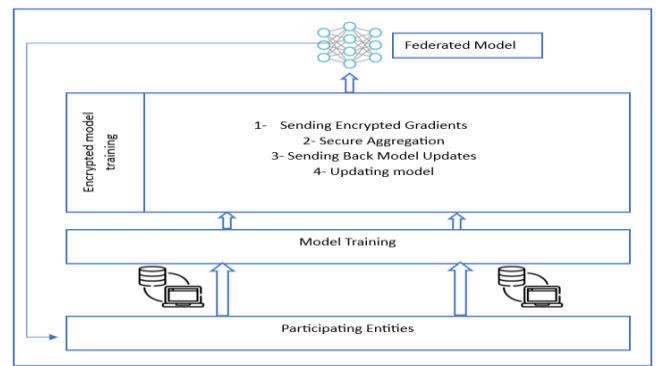 Federated Model
Encrypted model
training
1- Sending Encrypted Gradients
2- Secure Aggregation
3- Sending Back Model Updates
4- Updating model
Model Training
Participating Entities